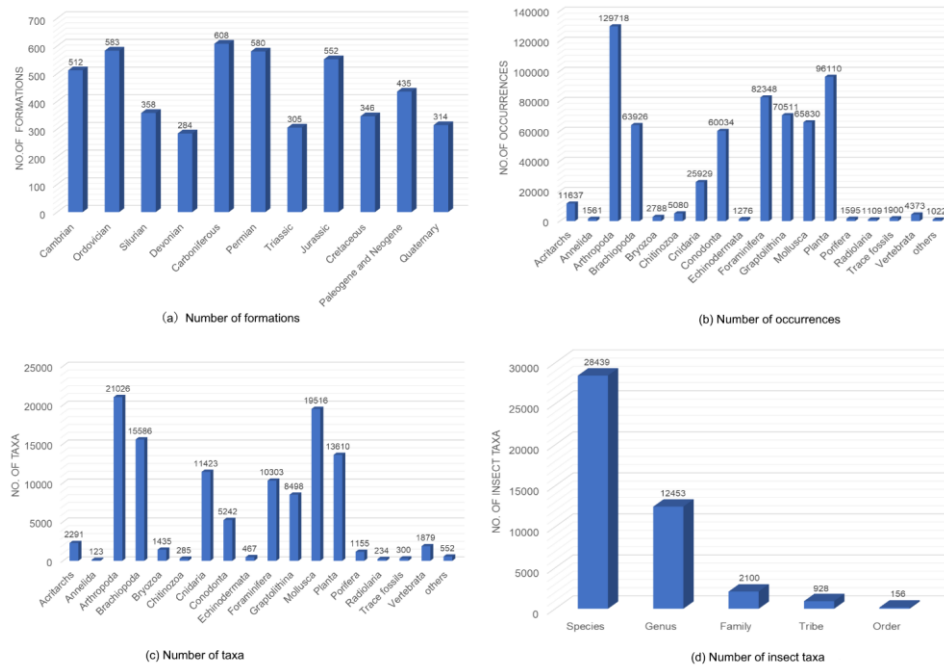 NO.OF FORMATIONS
700
600
500
400
300
200
100
0
512
583
358
284
608
580
305
552
346
435
314
Cambrian
Ordovician
Silurian
Devonian
Carboniferous
Permian
Triassic
Jurassic
Cretaceous
Paleogene and Neogene
Quaternary
(a) Number of formations
NO.OF OCCURRENCES
140000
120000
100000
80000
60000
40000
20000
0
11637
1561
129718
63926
2788
5080
25929
60034
1276
82348
70511
65830
96110
1595
1109
1900
4373
1022
Acritarchs
Annelida
Arthropoda
Brachiopoda
Bryozoa
Chitinozoa
Cnidaria
Conodonta
Echinodermata
Foraminifera
Graptolithina
Mollusca
Planta
Porifera
Radiolaria
Trace fossils
Vertebrata
others
(b) Number of occurrences
NO. OF TAXA
25000
20000
15000
10000
5000
0
2291
123
21026
15586
1435
285
11423
5242
467
10303
8498
19516
13610
1155
234
300
1879
552
Acritarchs
Annelida
Arthropoda
Brachiopoda
Bryozoa
Chitinozoa
Cnidaria
Conodonta
Echinodermata
Foraminifera
Graptolithina
Mollusca
Planta
Porifera
Radiolaria
Trace fossils
Vertebrata
others
(c) Number of taxa
NO. OF INSECT TAXA
30000
25000
20000
15000
10000
5000
0
28439
12453
2100
928
156
Species
Genus
Family
Tribe
Order
(d) Number of insect taxa